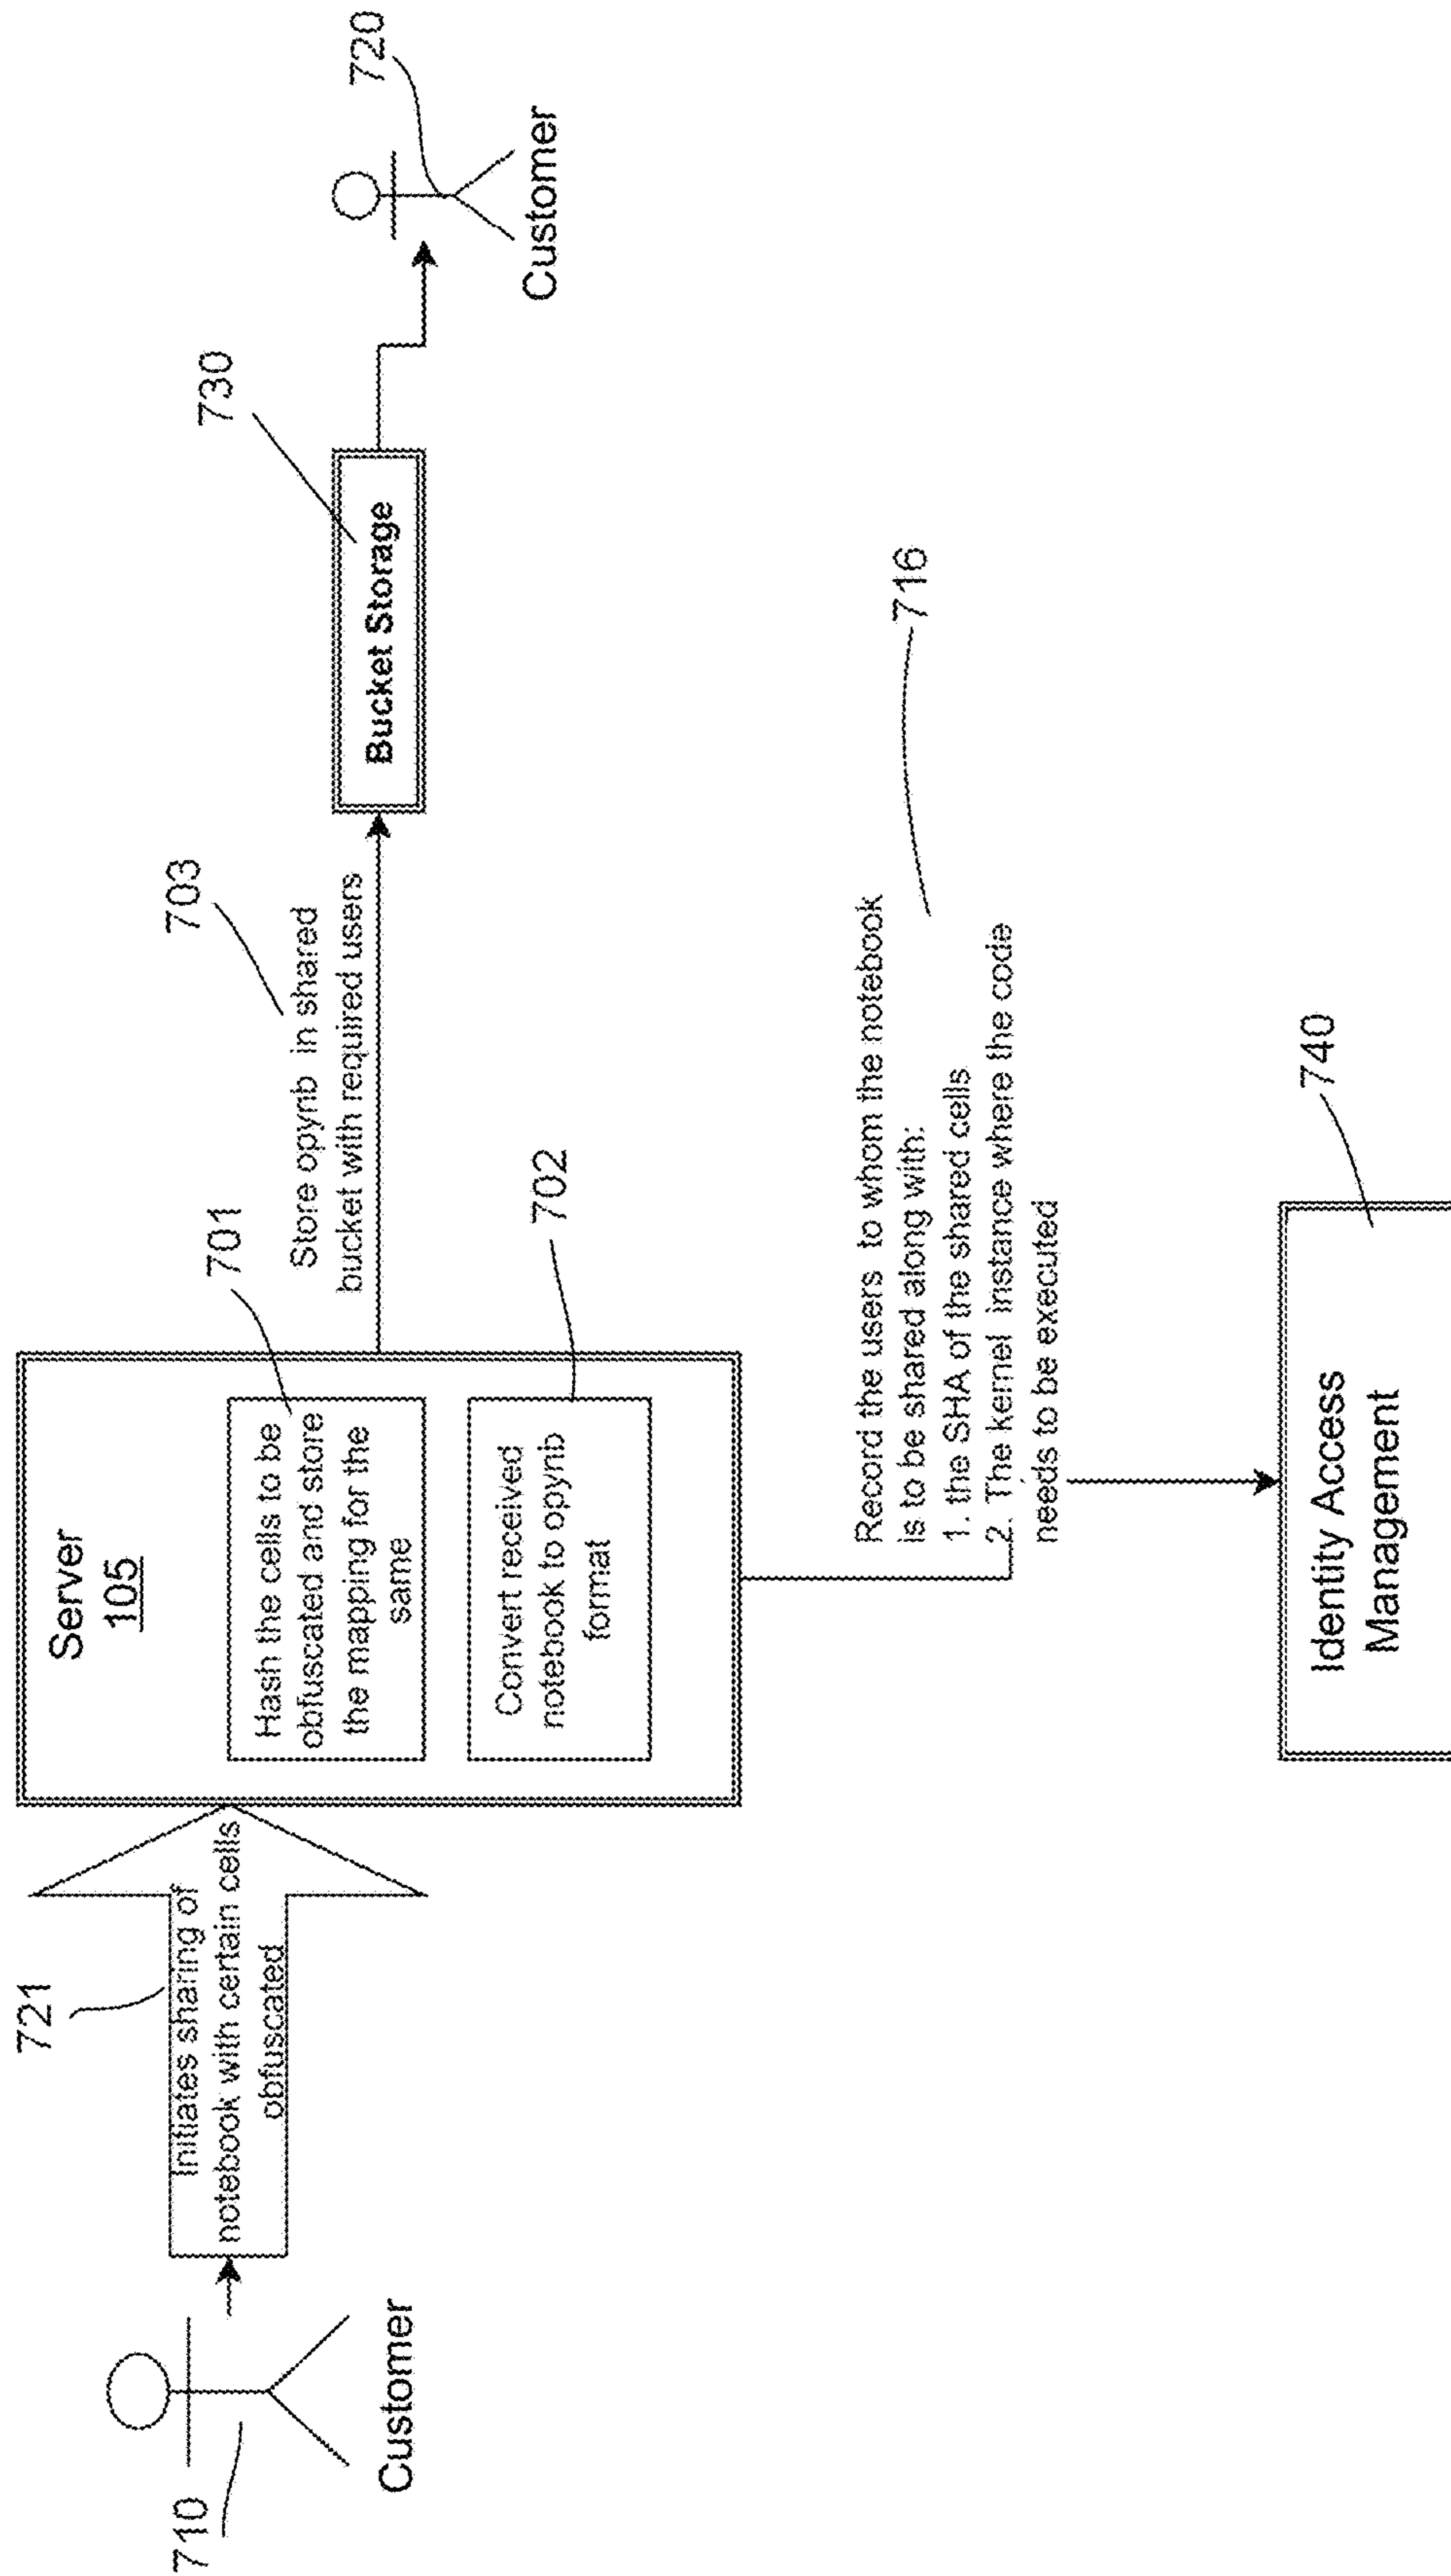 710
Customer
721
Initiates sharing of
notebook with certain cells
obfuscated
Server
105
701
Hash the cells to be
obfuscated and store
the mapping for the
same
702
Convert received
notebook to opynb
format
703
Store opynb in shared
bucket with required users
730
Bucket Storage
720
Customer
716
Record the users to whom the notebook
is to be shared along with:
1. the SHA of the shared cells
2. The kernel instance where the code
needs to be executed
740
Identity Access
Management